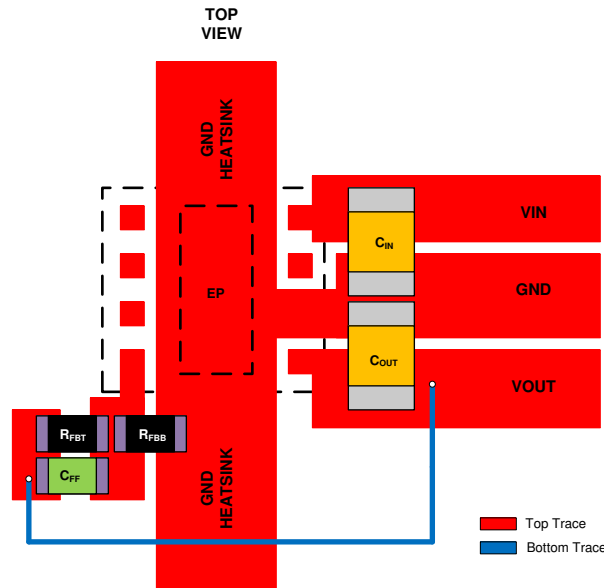 TOP
VIEW
GND
HEATSINK
VIN
CIN
GND
EP
COUT
VOUT
RFBT
RFBB
CFF
GND
HEATSINK
Top Trace
Bottom Trace